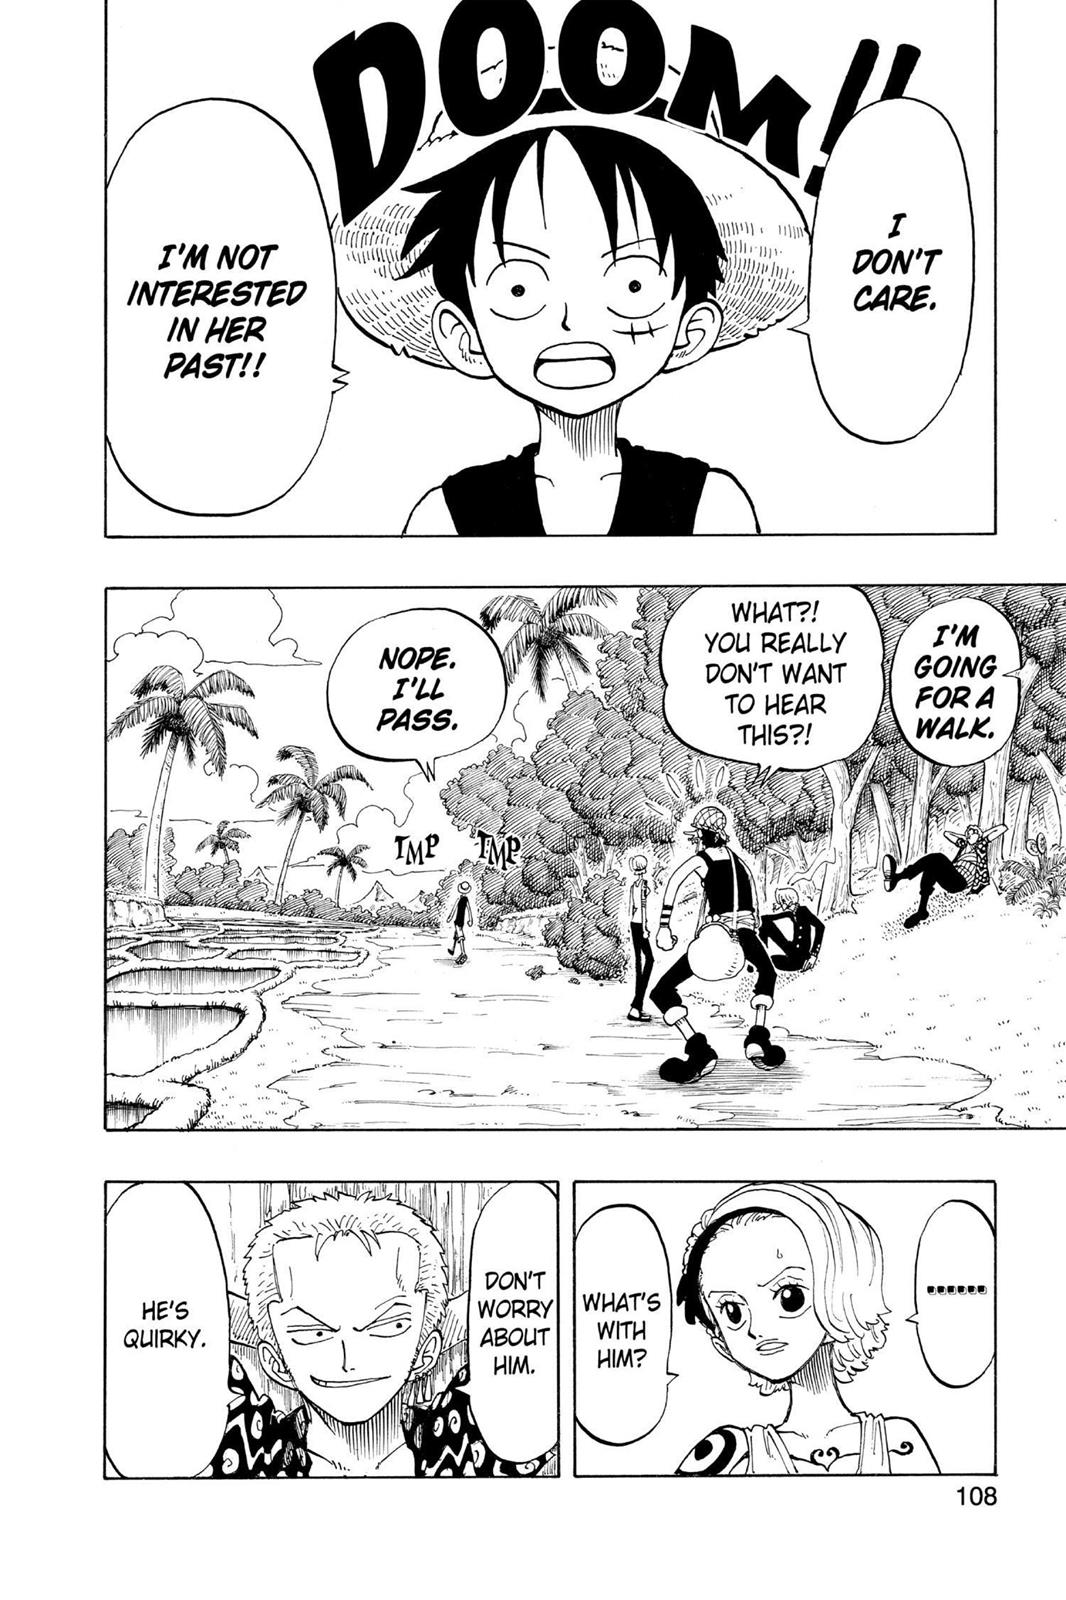 DOOM!!
I
DON'T
CARE.
I'M NOT
INTERESTED
IN HER
PAST!!
I'M
GOING
FOR A
WALK.
WHAT?!
YOU REALLY
DON'T WANT
TO HEAR
THIS?!
NOPE.
I'LL
PASS.
TMP
TMP
......
WHAT'S
WITH
HIM?
DON'T
WORRY
ABOUT
HIM.
HE'S
QUIRKY.
108